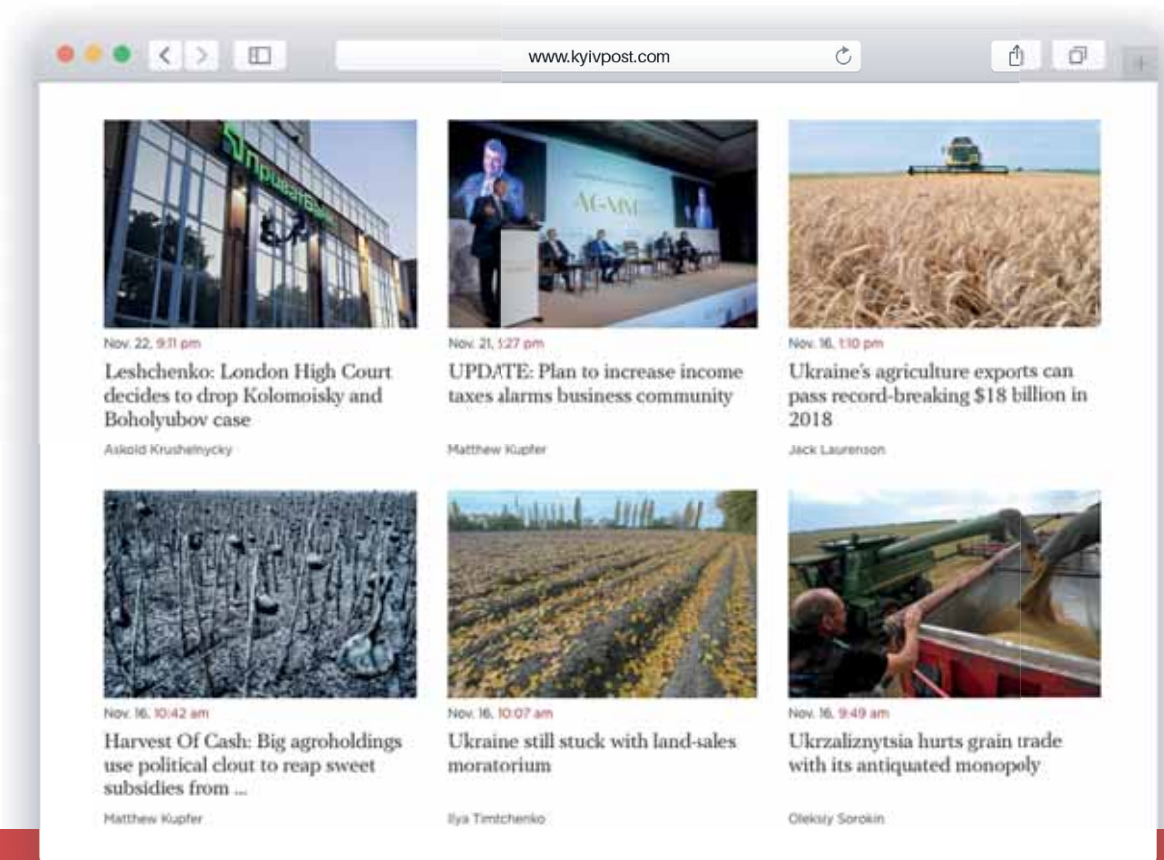 www.kyivpost.com
ПриватБанк
AGMM
Nov. 22, 9:11 pm
Leshchenko: London High Court
decides to drop Kolomoisky and
Boholyubov case
Askold Krushelnycky
Nov. 21, 1:27 pm
UPDATE: Plan to increase income
taxes alarms business community
Matthew Kupfer
Nov. 16, 1:10 pm
Ukraine's agriculture exports can
pass record-breaking $18 billion in
2018
Jack Laurenson
Nov. 16, 10:42 am
Harvest Of Cash: Big agroholdings
use political clout to reap sweet
subsidies from ...
Matthew Kupfer
Nov. 16, 10:07 am
Ukraine still stuck with land-sales
moratorium
Ilya Timtchenko
Nov. 16, 9:49 am
Ukrzaliznytsia hurts grain trade
with its antiquated monopoly
Oleksiy Sorokin